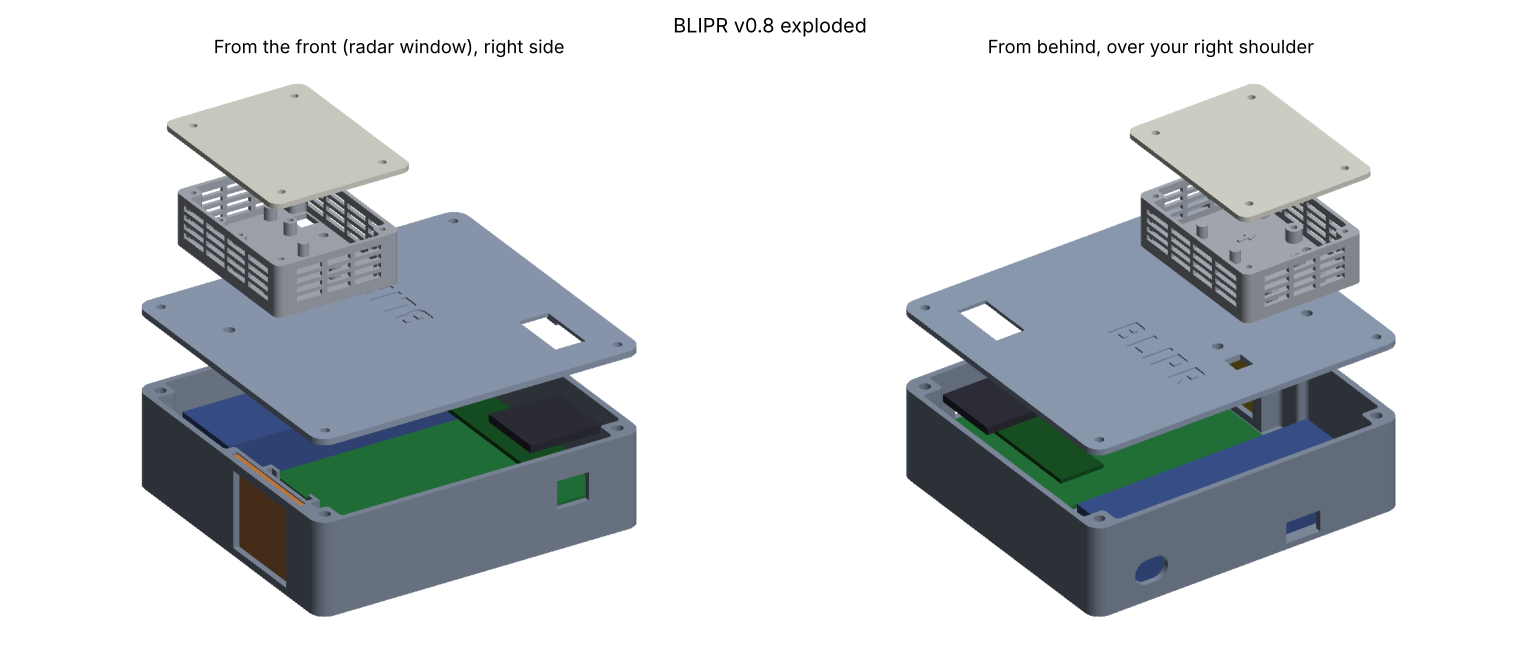 BLIPR v0.8 exploded
From the front (radar window), right side
From behind, over your right shoulder
BLIPR